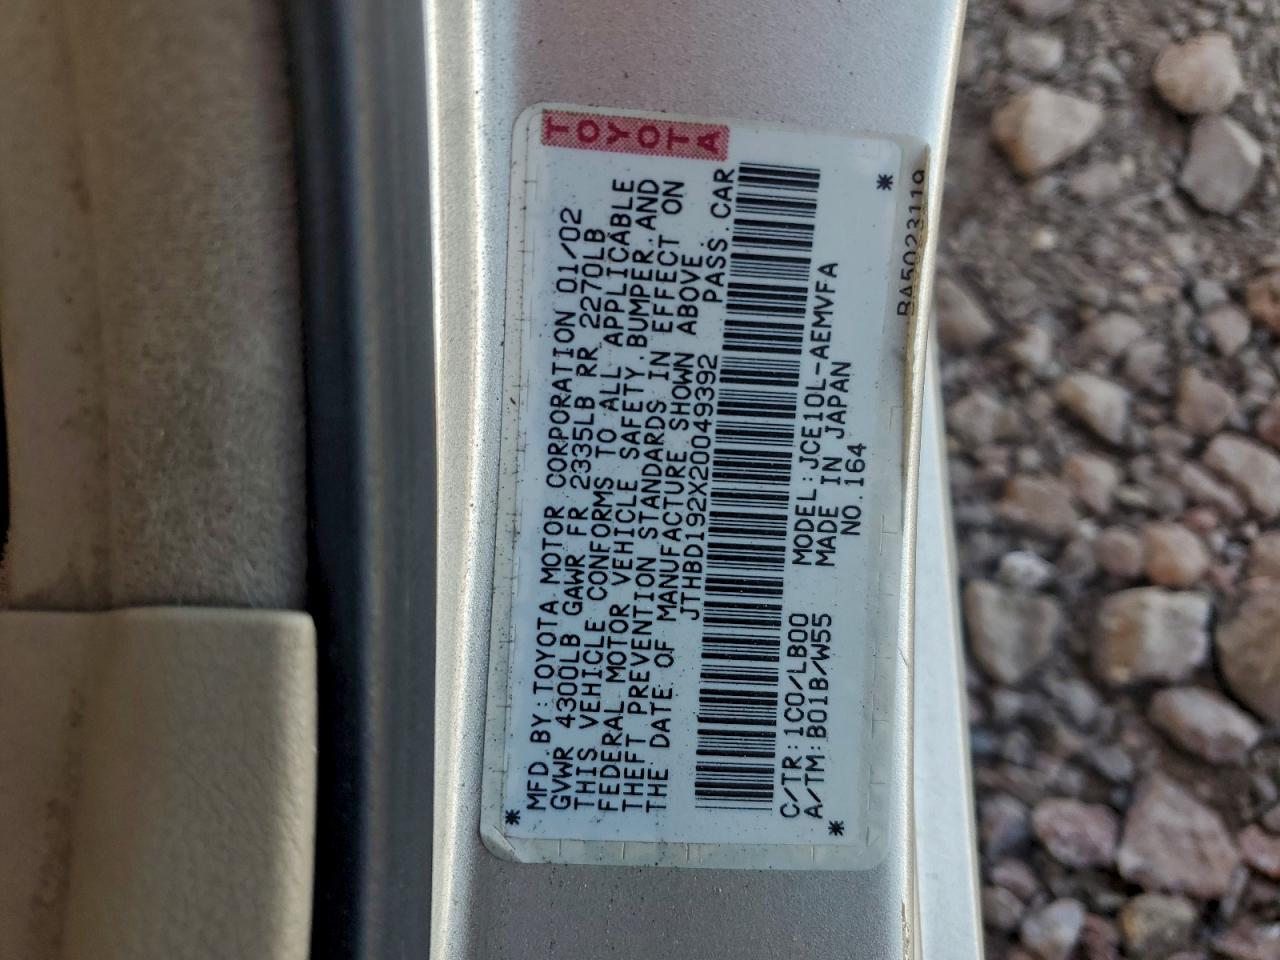 TOYOTA
MFD. BY: TOYOTA MOTOR CORPORATION 01/02
GVWR 4300LB GAWR FR 2335LB RR 2270LB
THIS VEHICLE CONFORMS TO ALL APPLICABLE
FEDERAL MOTOR VEHICLE SAFETY, BUMPER, AND
THEFT PREVENTION STANDARDS IN EFFECT ON
THE DATE OF MANUFACTURE SHOWN ABOVE.
JTHBD192X20049392 PASS. CAR
C/TR: 1C0/LB00 MODEL: JCE10L-AEMVFA
A/TM: B01B/W55 MADE IN JAPAN
NO. 164
BA5023119